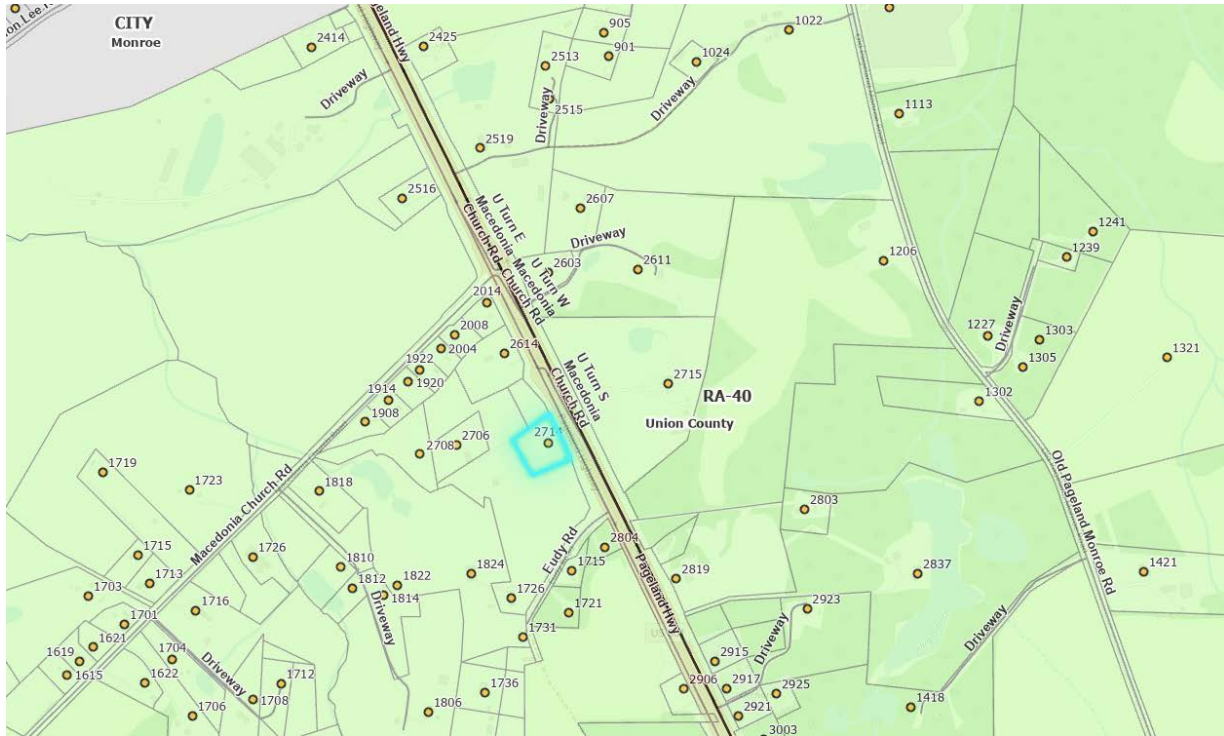 on Lee
CITY
Monroe
2414
2425
Pageland Hwy
905
901
1022
1024
2513
Driveway
Driveway
2515
Driveway
1113
2519
2516
2607
U Turn E
Macedonia
Church Rd
Driveway
1241
1239
1206
2603
2611
U Turn W
Macedonia
Church Rd
2014
2008
2004
2614
1922
1920
1914
1908
1227
Driveway
1303
1305
1321
U Turn S
Macedonia
Church Rd
2715
RA-40
Union County
1302
2714
2706
2708
Old Pageland Monroe Rd
1719
1723
1818
Macedonia Church Rd
2803
Eudy Rd
2804
1715
1713
1726
1810
1812
1822
1814
1824
1715
1726
1721
1731
Pageland Hwy
2819
2837
1421
1703
1701
1716
Driveway
2923
Driveway
Driveway
1621
1619
1615
1704
1622
Driveway
1712
1708
1706
1806
1736
2915
2906
2917
2925
2921
3003
1418